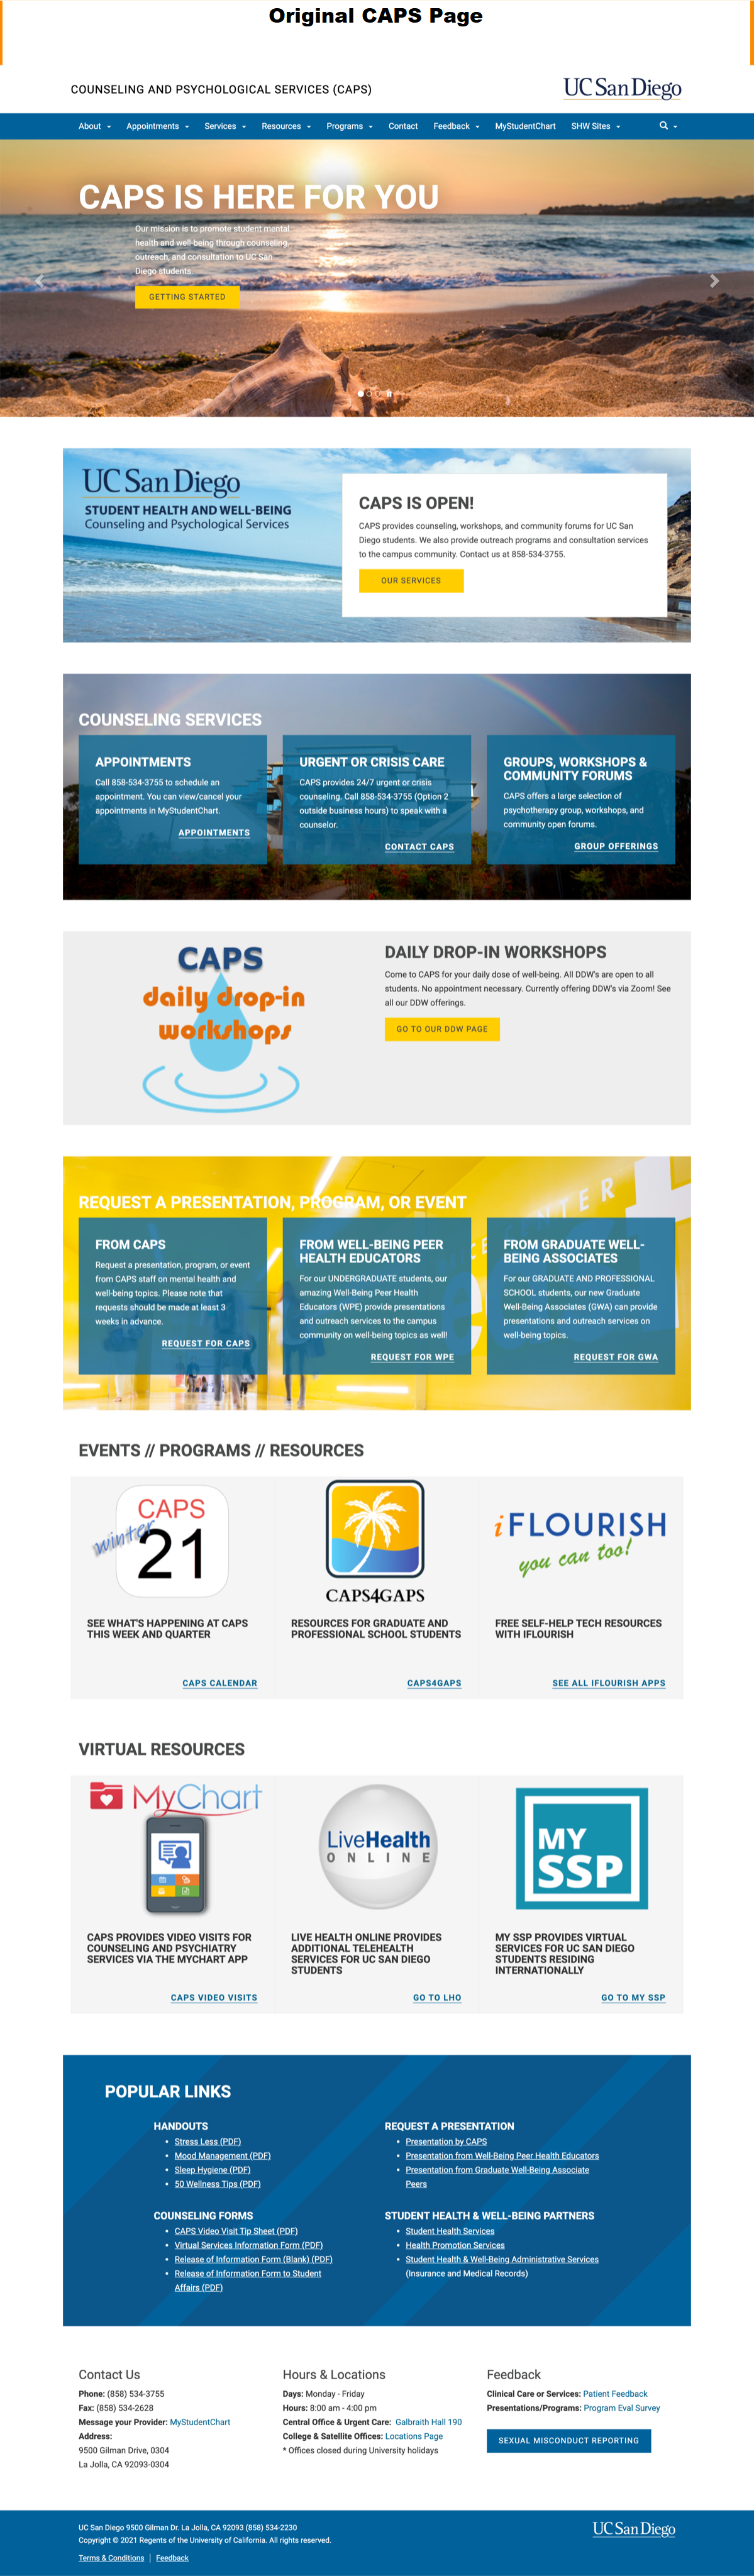 Original CAPS Page
COUNSELING AND PSYCHOLOGICAL SERVICES (CAPS)
UC San Diego
About Appointments Services Resources Programs Contact Feedback MyStudentChart SHW Sites
CAPS IS HERE FOR YOU
Our mission is to promote student mental
health and well-being through counseling,
outreach, and consultation to UC San
Diego students.
GETTING STARTED
UC San Diego
STUDENT HEALTH AND WELL-BEING
Counseling and Psychological Services
CAPS IS OPEN!
CAPS provides counseling, workshops, and community forums for UC San
Diego students. We also provide outreach programs and consultation services
to the campus community. Contact us at 858-534-3755.
OUR SERVICES
COUNSELING SERVICES
APPOINTMENTS
Call 858-534-3755 to schedule an
appointment. You can view/cancel your
appointments in MyStudentChart.
APPOINTMENTS
URGENT OR CRISIS CARE
CAPS provides 24/7 urgent or crisis
counseling. Call 858-534-3755 (Option 2
outside business hours) to speak with a
counselor.
CONTACT CAPS
GROUPS, WORKSHOPS &
COMMUNITY FORUMS
CAPS offers a large selection of
psychotherapy group, workshops, and
community open forums.
GROUP OFFERINGS
CAPS
daily drop-in
workshops
DAILY DROP-IN WORKSHOPS
Come to CAPS for your daily dose of well-being. All DDW's are open to all
students. No appointment necessary. Currently offering DDW's via Zoom! See
all our DDW offerings.
GO TO OUR DDW PAGE
REQUEST A PRESENTATION, PROGRAM, OR EVENT
FROM CAPS
Request a presentation, program, or event
from CAPS staff on mental health and
well-being topics. Please note that
requests should be made at least 3
weeks in advance.
REQUEST FOR CAPS
FROM WELL-BEING PEER
HEALTH EDUCATORS
For our UNDERGRADUATE students, our
amazing Well-Being Peer Health
Educators (WPE) provide presentations
and outreach services to the campus
community on well-being topics as well!
REQUEST FOR WPE
FROM GRADUATE WELL-
BEING ASSOCIATES
For our GRADUATE AND PROFESSIONAL
SCHOOL students, our new Graduate
Well-Being Associates (GWA) can provide
presentations and outreach services on
well-being topics.
REQUEST FOR GWA
EVENTS // PROGRAMS // RESOURCES
CAPS
winter
21
SEE WHAT'S HAPPENING AT CAPS
THIS WEEK AND QUARTER
CAPS CALENDAR
CAPS4GAPS
RESOURCES FOR GRADUATE AND
PROFESSIONAL SCHOOL STUDENTS
CAPS4GAPS
iFLOURISH
you can too!
FREE SELF-HELP TECH RESOURCES
WITH IFLOURISH
SEE ALL IFLOURISH APPS
VIRTUAL RESOURCES
MyChart
CAPS PROVIDES VIDEO VISITS FOR
COUNSELING AND PSYCHIATRY
SERVICES VIA THE MYCHART APP
CAPS VIDEO VISITS
LiveHealth
ONLINE
LIVE HEALTH ONLINE PROVIDES
ADDITIONAL TELEHEALTH
SERVICES FOR UC SAN DIEGO
STUDENTS
GO TO LHO
MY
SSP
MY SSP PROVIDES VIRTUAL
SERVICES FOR UC SAN DIEGO
STUDENTS RESIDING
INTERNATIONALLY
GO TO MY SSP
POPULAR LINKS
HANDOUTS
• Stress Less (PDF)
• Mood Management (PDF)
• Sleep Hygiene (PDF)
• 50 Wellness Tips (PDF)
REQUEST A PRESENTATION
• Presentation by CAPS
• Presentation from Well-Being Peer Health Educators
• Presentation from Graduate Well-Being Associate
Peers
COUNSELING FORMS
• CAPS Video Visit Tip Sheet (PDF)
• Virtual Services Information Form (PDF)
• Release of Information Form (Blank) (PDF)
• Release of Information Form to Student
Affairs (PDF)
STUDENT HEALTH & WELL-BEING PARTNERS
• Student Health Services
• Health Promotion Services
• Student Health & Well-Being Administrative Services
(Insurance and Medical Records)
Contact Us
Phone: (858) 534-3755
Fax: (858) 534-2628
Message your Provider: MyStudentChart
Address:
9500 Gilman Drive, 0304
La Jolla, CA 92093-0304
Hours & Locations
Days: Monday - Friday
Hours: 8:00 am - 4:00 pm
Central Office & Urgent Care: Galbraith Hall 190
College & Satellite Offices: Locations Page
* Offices closed during University holidays
Feedback
Clinical Care or Services: Patient Feedback
Presentations/Programs: Program Eval Survey
SEXUAL MISCONDUCT REPORTING
UC San Diego 9500 Gilman Dr. La Jolla, CA 92093 (858) 534-2230
Copyright © 2021 Regents of the University of California. All rights reserved.
Terms & Conditions | Feedback
UC San Diego